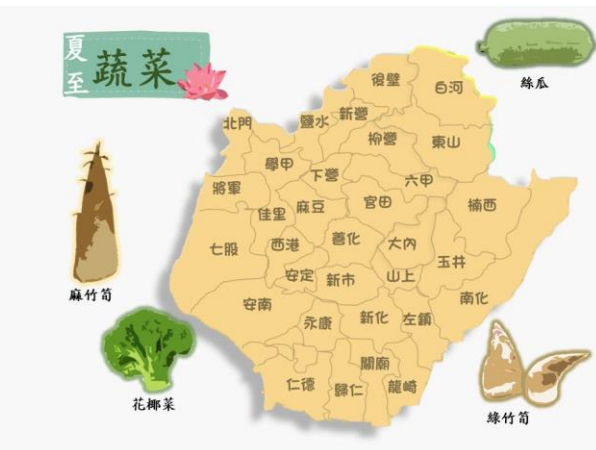 夏至
蔬菜
絲瓜
後壁
白河
鹽水
新營
北門
柳營
東山
學甲
下營
六甲
將軍
佳里
麻豆
官田
楠西
七股
西港
善化
大內
玉井
安定
新市
山上
麻竹筍
安南
南化
永康
新化
左鎮
關廟
仁德
歸仁
龍崎
花椰菜
綠竹筍